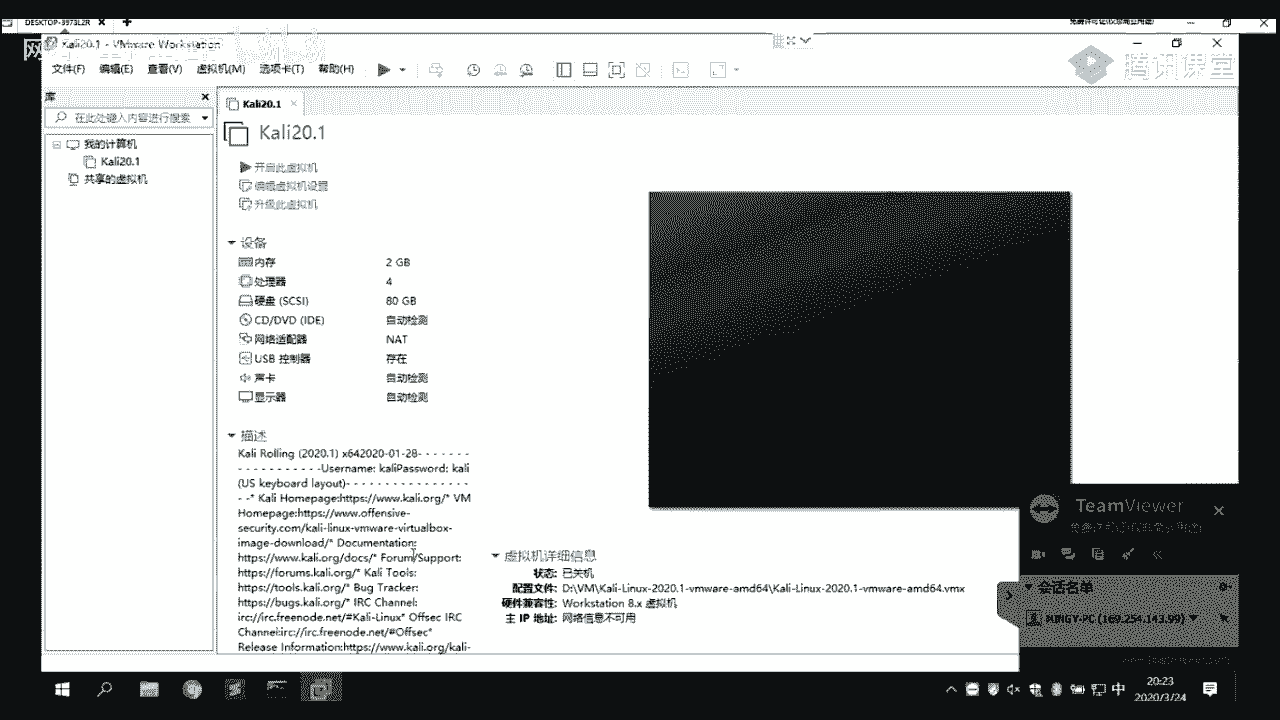 DESKTOP-3973L2R
Kali20.1 - VMware Workstation
腾讯课堂
文件(F) 编辑(E) 查看(V) 虚拟机(M) 选项卡(T) 帮助(H)
库
在此处键入内容进行搜索
我的计算机
Kali20.1
共享的虚拟机
Kali20.1
Kali20.1
开启此虚拟机
编辑虚拟机设置
升级此虚拟机
设备
内存 2 GB
处理器 4
硬盘 (SCSI) 80 GB
CD/DVD (IDE) 自动检测
网络适配器 NAT
USB 控制器 存在
声卡 自动检测
显示器 自动检测
描述
Kali Rolling (2020.1) x642020-01-28- - - - - - -
- - - - - - - - - - -Username: kaliPassword: kali
(US keyboard layout)- - - - - - - - - - - - - - - -
- -* Kali Homepage:https://www.kali.org/* VM
Homepage:https://www.offensive-
security.com/kali-linux-vmware-virtualbox-
image-download/* Documentation:
https://www.kali.org/docs/* Forum/Support:
https://forums.kali.org/* Kali Tools:
https://tools.kali.org/* Bug Tracker:
https://bugs.kali.org/* IRC Channel:
irc://irc.freenode.net/#Kali-Linux* Offsec IRC
Channel:irc://irc.freenode.net/#Offsec*
Release Information:https://www.kali.org/kali-
虚拟机详细信息
状态: 已关机
配置文件: D:\VM\Kali-Linux-2020.1-vmware-amd64\Kali-Linux-2020.1-vmware-amd64.vmx
硬件兼容性: Workstation 8.x 虚拟机
主 IP 地址: 网络信息不可用
TeamViewer
会话名单
MINGY-PC (169.254.143.99)
中
20:23
2020/3/24